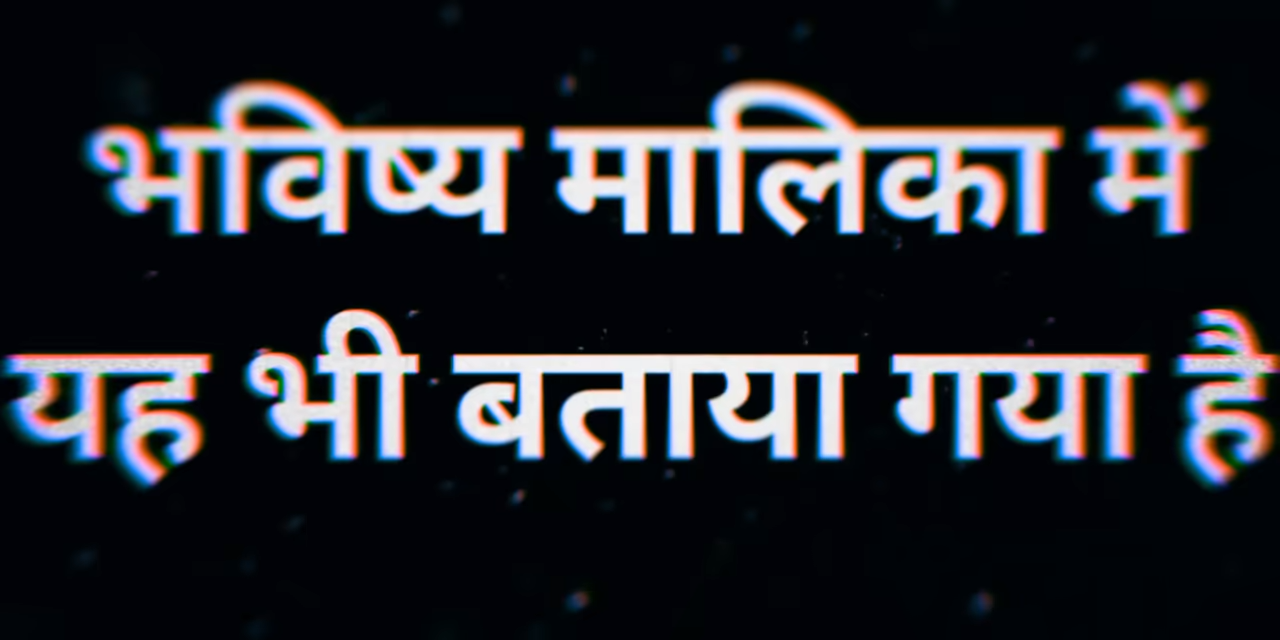 भविष्य मालिका में
यह भी बताया गया है